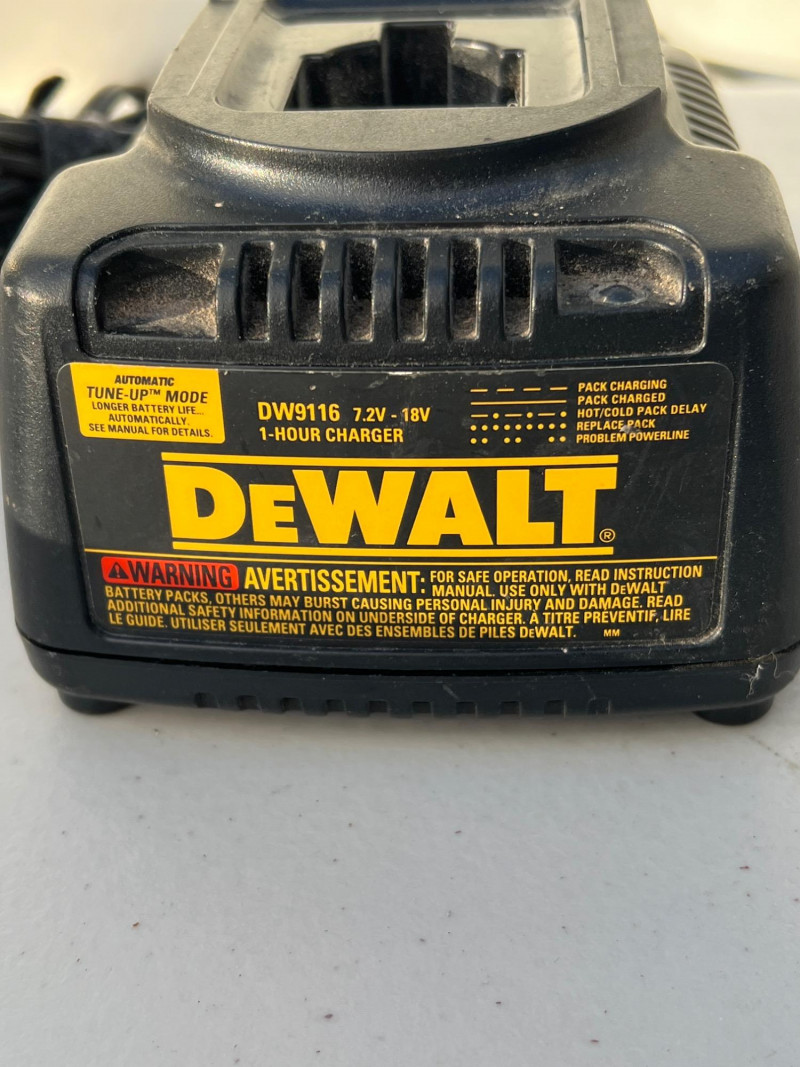 AUTOMATIC
TUNE-UP™ MODE
LONGER BATTERY LIFE...
AUTOMATICALLY.
SEE MANUAL FOR DETAILS.
DW9116 7.2V - 18V
1-HOUR CHARGER
PACK CHARGING
PACK CHARGED
HOT/COLD PACK DELAY
REPLACE PACK
PROBLEM POWERLINE
DEWALT®
WARNING AVERTISSEMENT: FOR SAFE OPERATION, READ INSTRUCTION
MANUAL. USE ONLY WITH DEWALT
BATTERY PACKS, OTHERS MAY BURST CAUSING PERSONAL INJURY AND DAMAGE. READ
ADDITIONAL SAFETY INFORMATION ON UNDERSIDE OF CHARGER. A TITRE PREVENTIF, LIRE
LE GUIDE. UTILISER SEULEMENT AVEC DES ENSEMBLES DE PILES DEWALT. MM